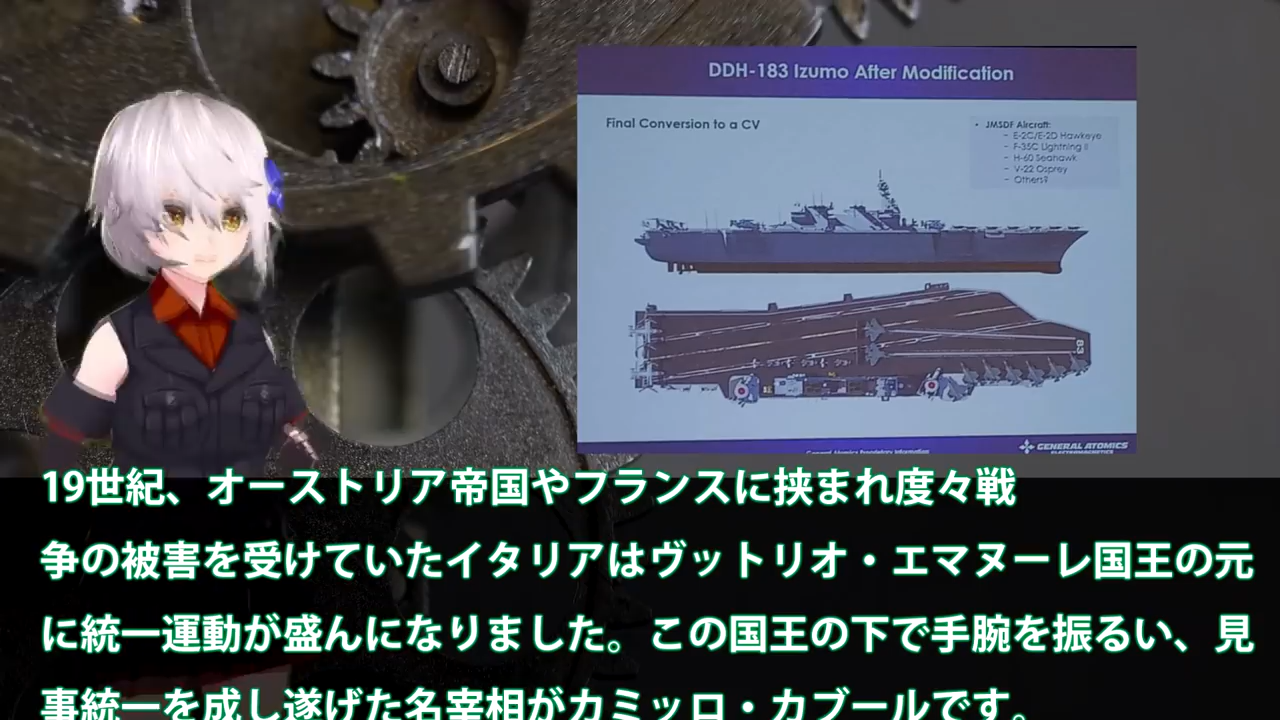 DDH-183 Izumo After Modification
Final Conversion to a CV
• JMSDF Aircraft:
– E-2C/E-2D Hawkeye
– F-35C Lightning II
– H-60 Seahawk
– V-22 Osprey
– Others?
83
GENERAL ATOMICS
ELECTROMAGNETICS
General Atomics Proprietary Information
19世紀、オーストリア帝国やフランスに挟まれ度々戦
争の被害を受けていたイタリアはヴットリオ・エマヌーレ国王の元
に統一運動が盛んになりました。この国王の下で手腕を振るい、見
事統一を成し遂げた名宰相がカミッロ・カブールです。